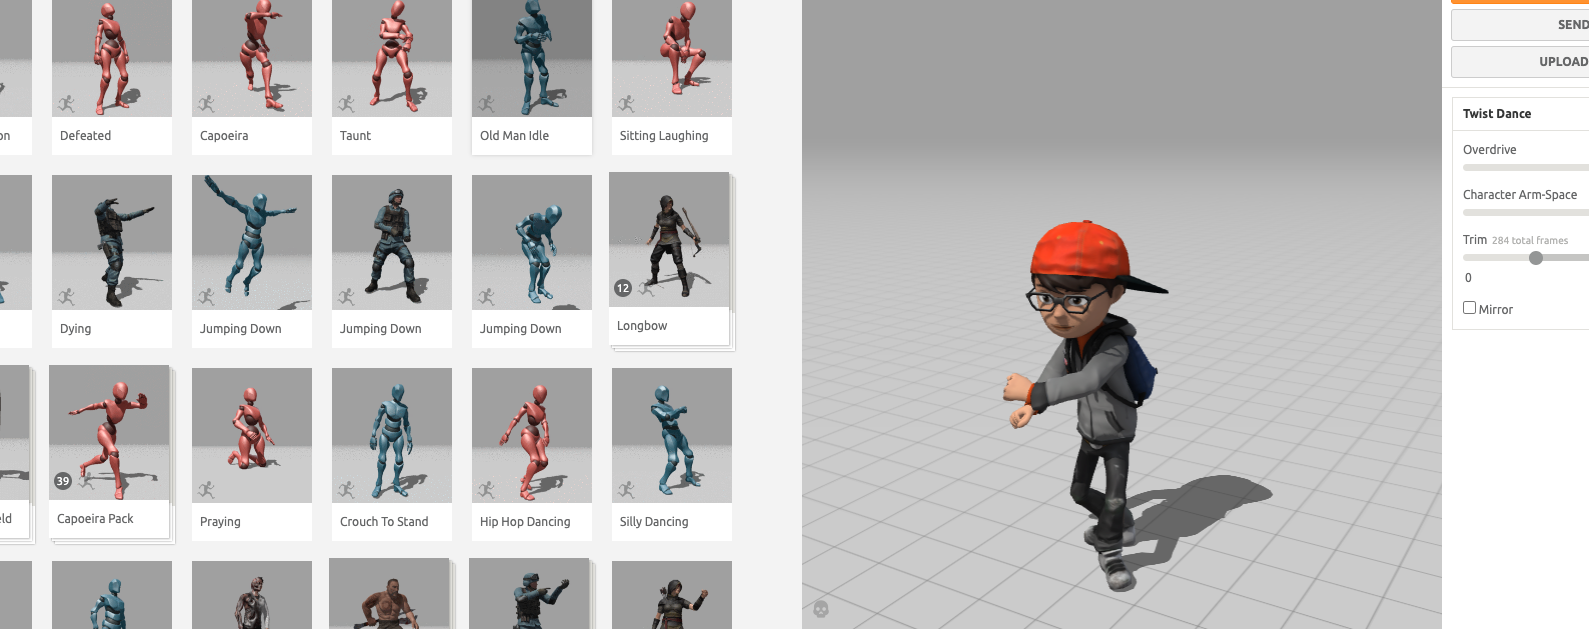 Defeated
Capoeira
Taunt
Old Man Idle
Sitting Laughing
Dying
Jumping Down
Jumping Down
Jumping Down
12
Longbow
39
Capoeira Pack
Praying
Crouch To Stand
Hip Hop Dancing
Silly Dancing
SEND
UPLOAD
Twist Dance
Overdrive
Character Arm-Space
Trim 284 total frames
0
Mirror